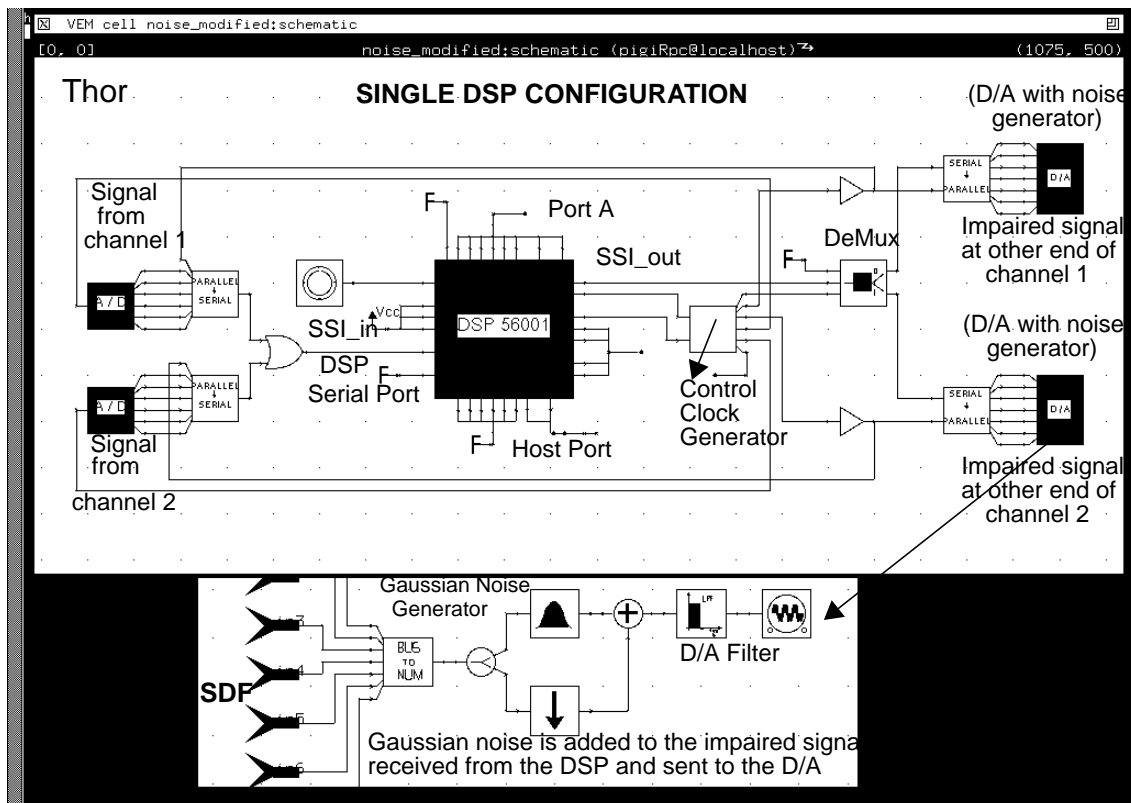 VEM cell noise_modified:schematic
[0, 0] noise_modified:schematic (pigiRpc@localhost) (1075, 500)
Thor
SINGLE DSP CONFIGURATION
(D/A with noise
generator)
SERIAL
PARALLEL
D/A
Impaired signal
at other end of
channel 1
Signal
from
channel 1
A/D
PARALLEL
SERIAL
F
Port A
SSI_out
DeMux
F
Vcc
SSI_in
DSP 56001
DSP
Serial Port
F
F
Host Port
Control
Clock
Generator
(D/A with noise
generator)
SERIAL
PARALLEL
D/A
Impaired signal
at other end of
channel 2
A/D
PARALLEL
SERIAL
Signal
from
channel 2
Gaussian Noise
Generator
BUS
TO
NUM
LPF
D/A Filter
SDF
Gaussian noise is added to the impaired signa
received from the DSP and sent to the D/A